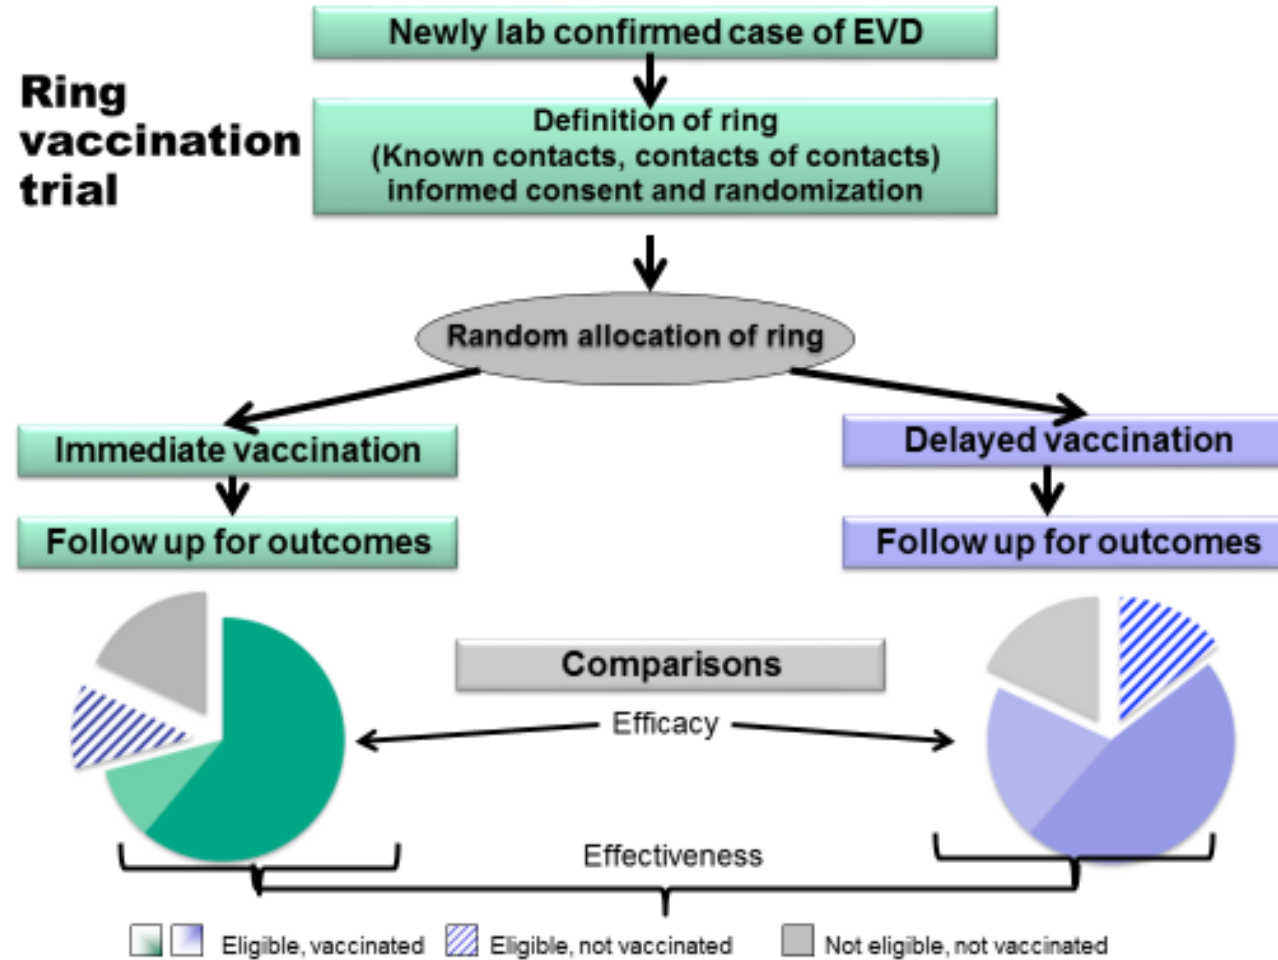 Newly lab confirmed case of EVD
Ring
vaccination
trial
Definition of ring
(Known contacts, contacts of contacts)
informed consent and randomization
Random allocation of ring
Immediate vaccination
Delayed vaccination
Follow up for outcomes
Follow up for outcomes
Comparisons
Efficacy
Effectiveness
Eligible, vaccinated
Eligible, not vaccinated
Not eligible, not vaccinated